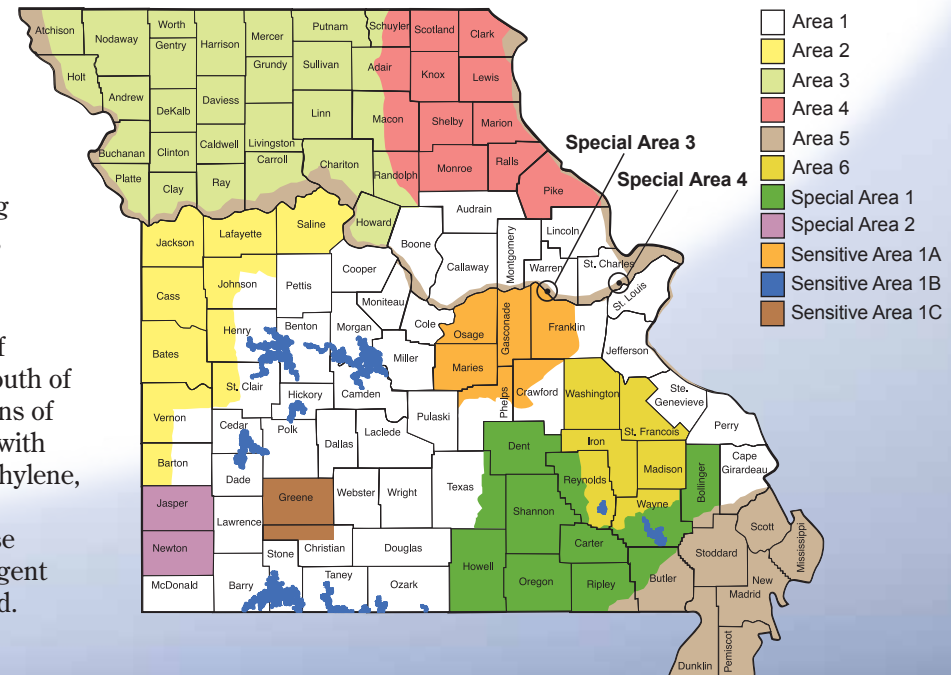 Atchison
Nodaway
Worth
Gentry
Harrison
Mercer
Putnam
Schuyler
Scotland
Clark
Holt
Andrew
DeKalb
Daviess
Grundy
Sullivan
Adair
Knox
Lewis
Linn
Macon
Shelby
Marion
Buchanan
Clinton
Caldwell
Livingston
Carroll
Chariton
Randolph
Monroe
Ralls
Platte
Clay
Ray
Pike
Howard
Audrain
Saline
Lafayette
Jackson
Boone
Callaway
Montgomery
Lincoln
Warren
St. Charles
St. Louis
Cass
Johnson
Pettis
Cooper
Moniteau
Cole
Osage
Gasconade
Franklin
Jefferson
Bates
Henry
Benton
Morgan
Miller
Maries
St. Clair
Hickory
Camden
Phelps
Crawford
Washington
Ste.
Genevieve
Vernon
Cedar
Polk
Dallas
Laclede
Pulaski
Dent
Iron
St. Francois
Perry
Barton
Dade
Reynolds
Madison
Bollinger
Cape
Girardeau
Jasper
Lawrence
Greene
Webster
Wright
Texas
Shannon
Wayne
Newton
Stone
Christian
Douglas
Howell
Carter
Butler
Stoddard
Scott
Mississippi
McDonald
Barry
Taney
Ozark
Oregon
Ripley
New
Madrid
Dunklin
Pemiscot
Special Area 3
Special Area 4
Area 1
Area 2
Area 3
Area 4
Area 5
Area 6
Special Area 1
Special Area 2
Sensitive Area 1A
Sensitive Area 1B
Sensitive Area 1C
outh of
ns of
with
hylene,
se
gent
d.